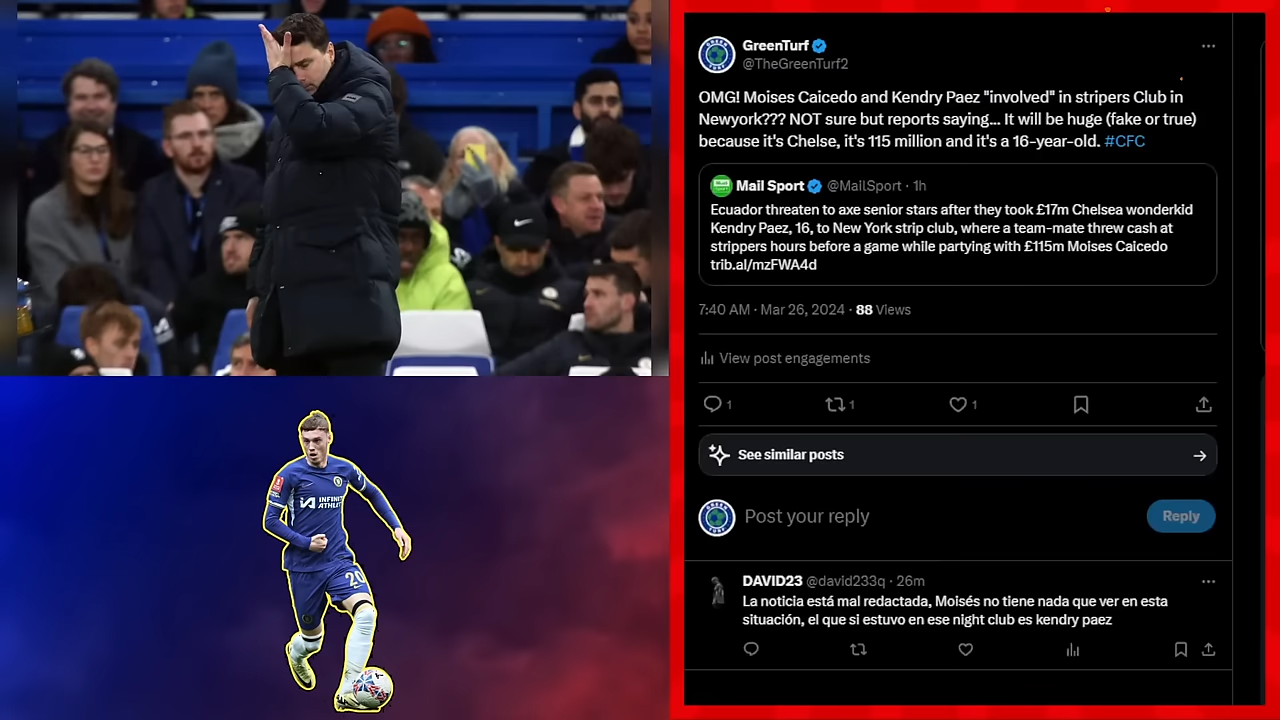 GreenTurf
@TheGreenTurf2
OMG! Moises Caicedo and Kendry Paez "involved" in stripers Club in
Newyork??? NOT sure but reports saying... It will be huge (fake or true)
because it's Chelse, it's 115 million and it's a 16-year-old. #CFC
Mail Sport @MailSport · 1h
Ecuador threaten to axe senior stars after they took £17m Chelsea wonderkid
Kendry Paez, 16, to New York strip club, where a team-mate threw cash at
strippers hours before a game while partying with £115m Moises Caicedo
trib.al/mzFWA4d
7:40 AM · Mar 26, 2024 · 88 Views
View post engagements
1 1 1
See similar posts
GREEN TURF
Post your reply
Reply
DAVID23 @david233q · 26m
La noticia está mal redactada, Moisés no tiene nada que ver en esta
situación, el que si estuvo en ese night club es kendry paez
INFINITE
ATHLETE
20